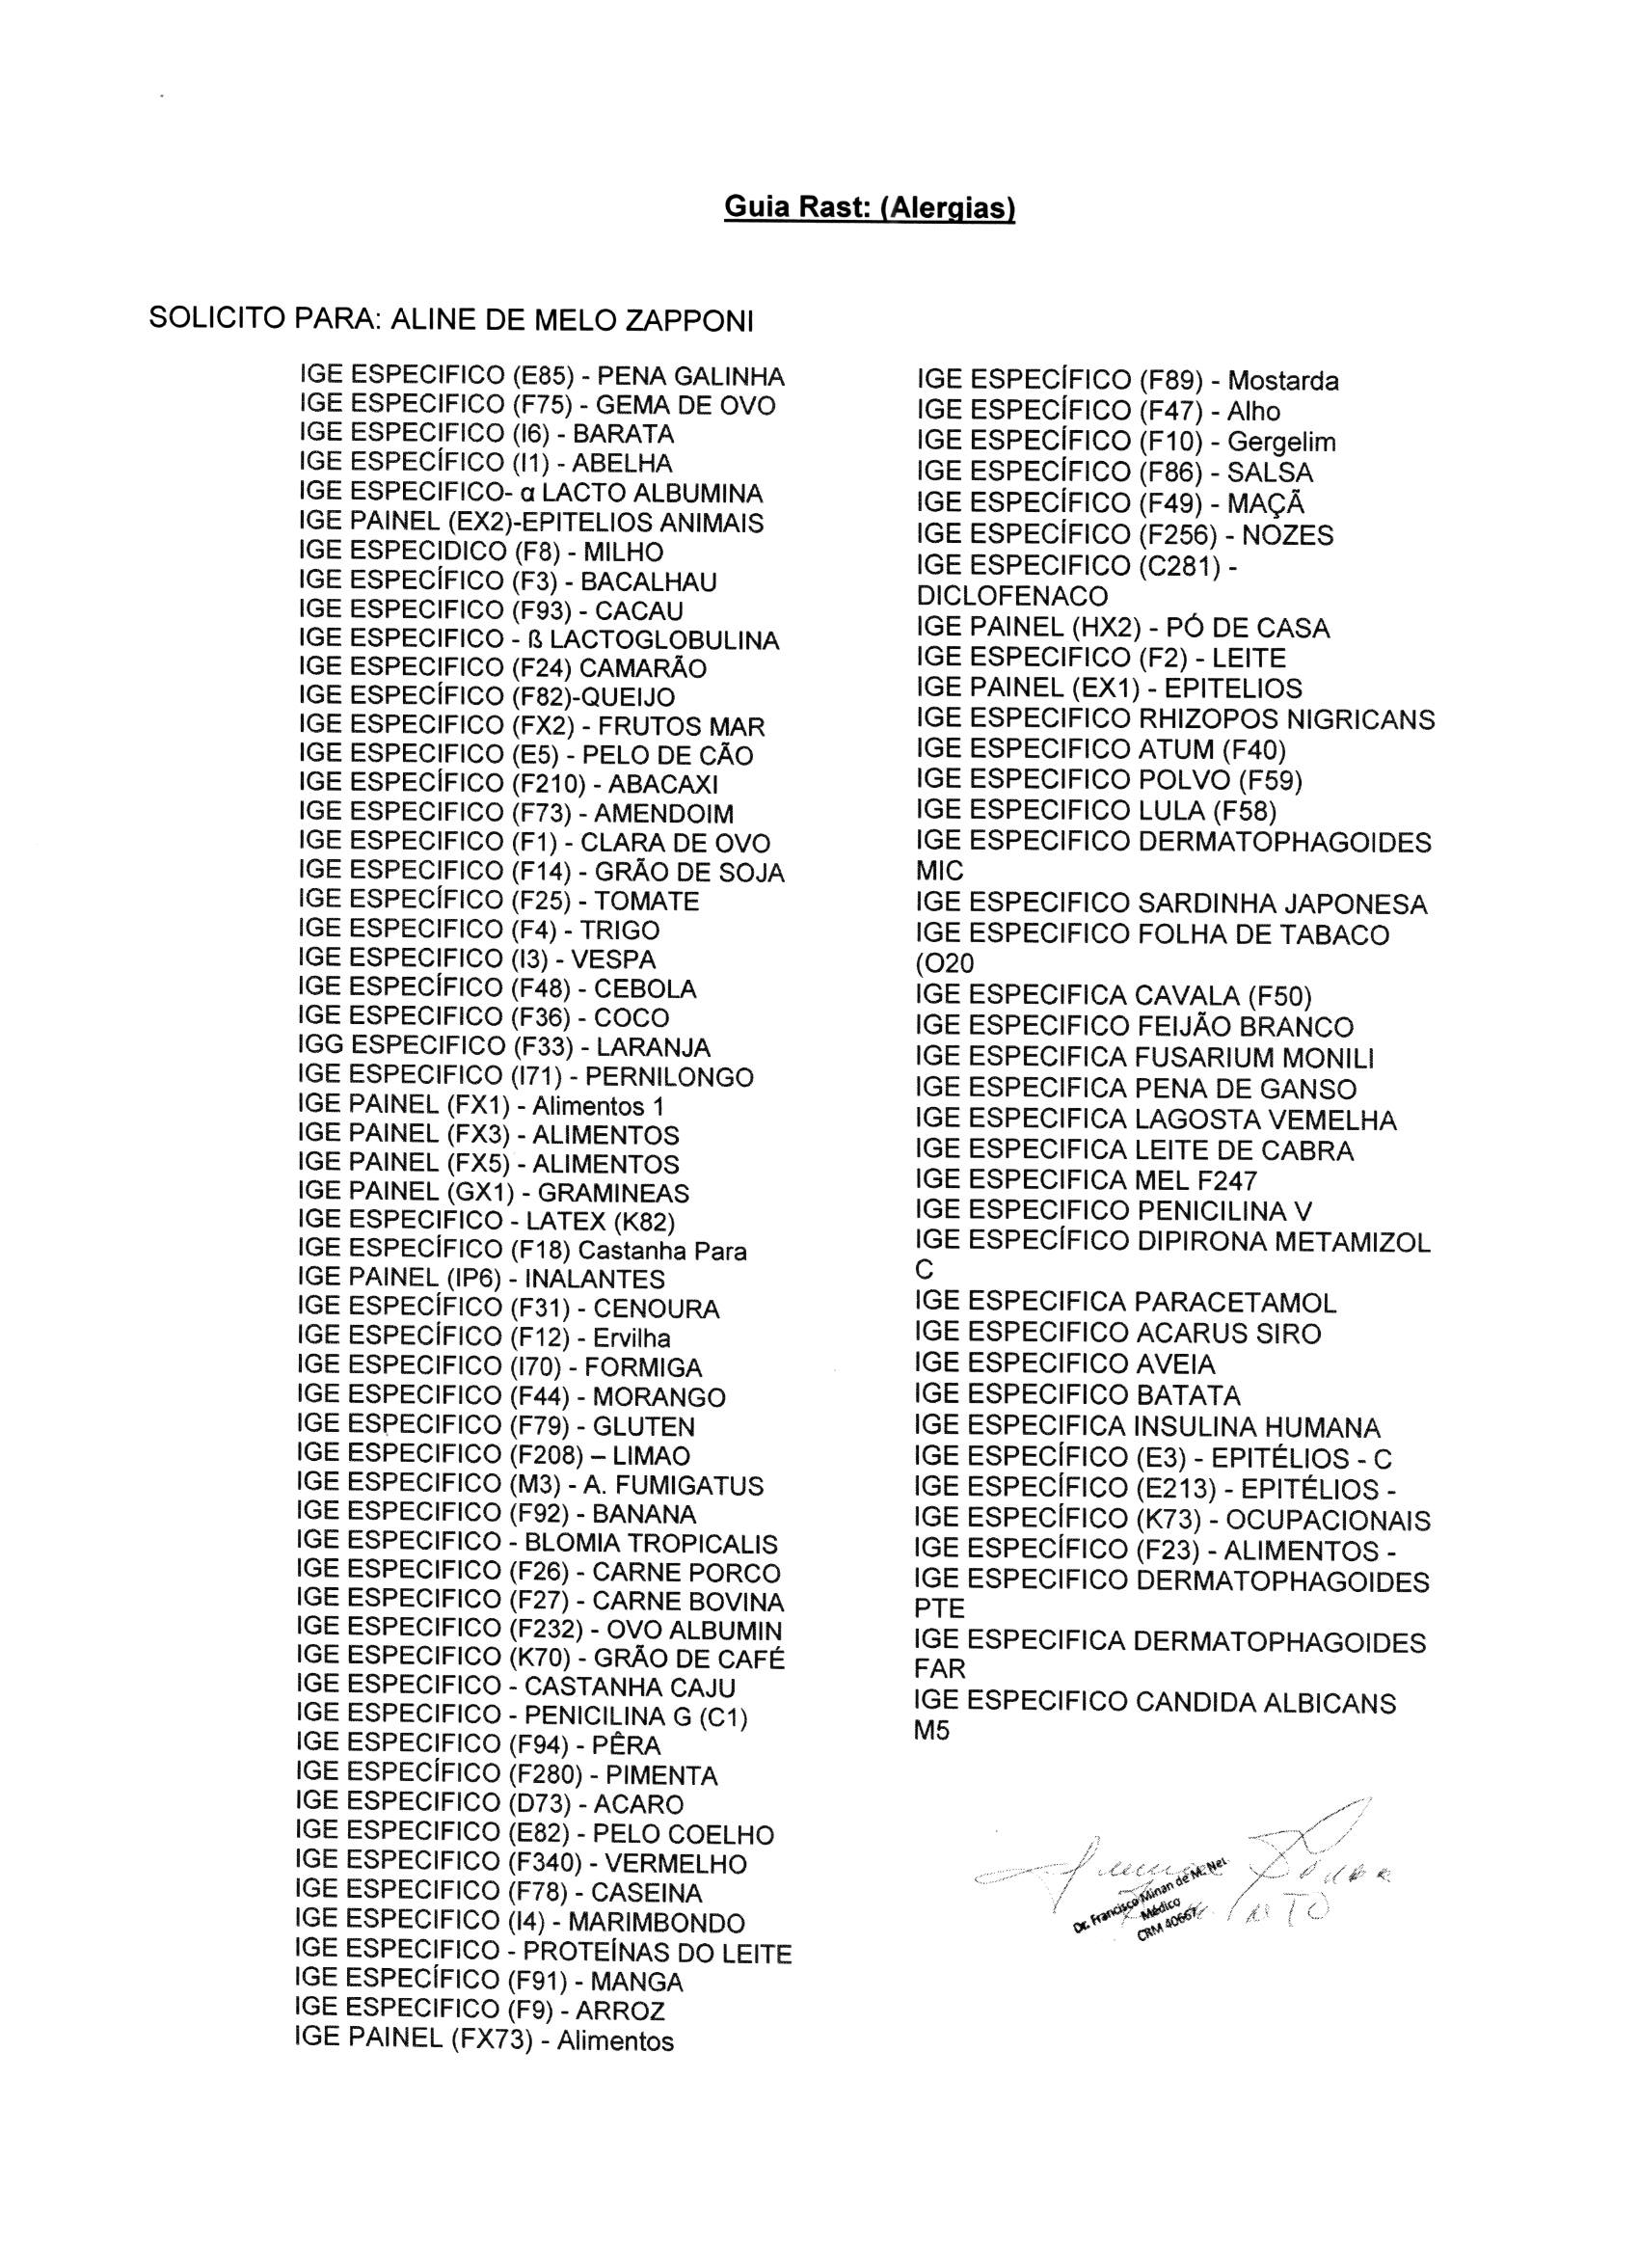 Guia Rast: (Alergias)
SOLICITO PARA: ALINE DE MELO ZAPPONI
IGE ESPECIFICO (E85) - PENA GALINHA
IGE ESPECIFICO (F75) - GEMA DE OVO
IGE ESPECIFICO (I6) - BARATA
IGE ESPECÍFICO (I1) - ABELHA
IGE ESPECIFICO- α LACTO ALBUMINA
IGE PAINEL (EX2)-EPITELIOS ANIMAIS
IGE ESPECIDICO (F8) - MILHO
IGE ESPECÍFICO (F3) - BACALHAU
IGE ESPECIFICO (F93) - CACAU
IGE ESPECIFICO - ß LACTOGLOBULINA
IGE ESPECIFICO (F24) CAMARÃO
IGE ESPECÍFICO (F82)-QUEIJO
IGE ESPECIFICO (FX2) - FRUTOS MAR
IGE ESPECIFICO (E5) - PELO DE CÃO
IGE ESPECÍFICO (F210) - ABACAXI
IGE ESPECIFICO (F73) - AMENDOIM
IGE ESPECIFICO (F1) - CLARA DE OVO
IGE ESPECIFICO (F14) - GRÃO DE SOJA
IGE ESPECÍFICO (F25) - TOMATE
IGE ESPECIFICO (F4) - TRIGO
IGE ESPECIFICO (I3) - VESPA
IGE ESPECÍFICO (F48) - CEBOLA
IGE ESPECIFICO (F36) - COCO
IGG ESPECIFICO (F33) - LARANJA
IGE ESPECIFICO (I71) - PERNILONGO
IGE PAINEL (FX1) - Alimentos 1
IGE PAINEL (FX3) - ALIMENTOS
IGE PAINEL (FX5) - ALIMENTOS
IGE PAINEL (GX1) - GRAMINEAS
IGE ESPECIFICO - LATEX (K82)
IGE ESPECÍFICO (F18) Castanha Para
IGE PAINEL (IP6) - INALANTES
IGE ESPECÍFICO (F31) - CENOURA
IGE ESPECÍFICO (F12) - Ervilha
IGE ESPECIFICO (I70) - FORMIGA
IGE ESPECIFICO (F44) - MORANGO
IGE ESPECIFICO (F79) - GLUTEN
IGE ESPECIFICO (F208) – LIMAO
IGE ESPECIFICO (M3) - A. FUMIGATUS
IGE ESPECIFICO (F92) - BANANA
IGE ESPECIFICO - BLOMIA TROPICALIS
IGE ESPECIFICO (F26) - CARNE PORCO
IGE ESPECIFICO (F27) - CARNE BOVINA
IGE ESPECIFICO (F232) - OVO ALBUMIN
IGE ESPECIFICO (K70) - GRÃO DE CAFÉ
IGE ESPECIFICO - CASTANHA CAJU
IGE ESPECIFICO - PENICILINA G (C1)
IGE ESPECIFICO (F94) - PÊRA
IGE ESPECÍFICO (F280) - PIMENTA
IGE ESPECIFICO (D73) - ACARO
IGE ESPECIFICO (E82) - PELO COELHO
IGE ESPECIFICO (F340) - VERMELHO
IGE ESPECIFICO (F78) - CASEINA
IGE ESPECIFICO (I4) - MARIMBONDO
IGE ESPECIFICO - PROTEÍNAS DO LEITE
IGE ESPECÍFICO (F91) - MANGA
IGE ESPECIFICO (F9) - ARROZ
IGE PAINEL (FX73) - Alimentos
IGE ESPECÍFICO (F89) - Mostarda
IGE ESPECÍFICO (F47) - Alho
IGE ESPECÍFICO (F10) - Gergelim
IGE ESPECÍFICO (F86) - SALSA
IGE ESPECÍFICO (F49) - MAÇÃ
IGE ESPECÍFICO (F256) - NOZES
IGE ESPECIFICO (C281) -
DICLOFENACO
IGE PAINEL (HX2) - PÓ DE CASA
IGE ESPECIFICO (F2) - LEITE
IGE PAINEL (EX1) - EPITELIOS
IGE ESPECIFICO RHIZOPOS NIGRICANS
IGE ESPECIFICO ATUM (F40)
IGE ESPECIFICO POLVO (F59)
IGE ESPECIFICO LULA (F58)
IGE ESPECIFICO DERMATOPHAGOIDES
MIC
IGE ESPECIFICO SARDINHA JAPONESA
IGE ESPECIFICO FOLHA DE TABACO
(O20
IGE ESPECIFICA CAVALA (F50)
IGE ESPECIFICO FEIJÃO BRANCO
IGE ESPECIFICA FUSARIUM MONILI
IGE ESPECIFICA PENA DE GANSO
IGE ESPECIFICA LAGOSTA VEMELHA
IGE ESPECIFICA LEITE DE CABRA
IGE ESPECIFICA MEL F247
IGE ESPECIFICO PENICILINA V
IGE ESPECÍFICO DIPIRONA METAMIZOL
C
IGE ESPECIFICA PARACETAMOL
IGE ESPECIFICO ACARUS SIRO
IGE ESPECIFICO AVEIA
IGE ESPECIFICO BATATA
IGE ESPECIFICA INSULINA HUMANA
IGE ESPECÍFICO (E3) - EPITÉLIOS - C
IGE ESPECÍFICO (E213) - EPITÉLIOS -
IGE ESPECÍFICO (K73) - OCUPACIONAIS
IGE ESPECÍFICO (F23) - ALIMENTOS -
IGE ESPECIFICO DERMATOPHAGOIDES
PTE
IGE ESPECIFICA DERMATOPHAGOIDES
FAR
IGE ESPECIFICO CANDIDA ALBICANS
M5
Dr. Francisco Minan de M. Net
Médico
CRM 40667